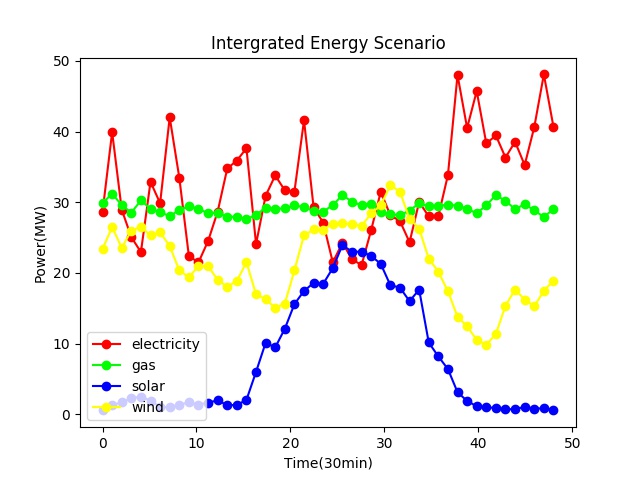 Intergrated Energy Scenario
Power(MW)
50
40
30
20
10
0
electricity
gas
solar
wind
0 10 20 30 40 50
Time(30min)